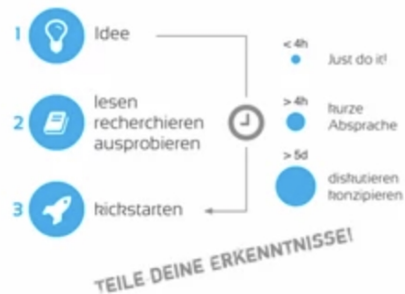 1 Idee
2 lesen
recherchieren
ausprobieren
3 kickstarten
< 4h
Just do it!
> 4h
kurze
Absprache
> 5d
diskutieren
konzipieren
TEILE DEINE ERKENNTNISSE!